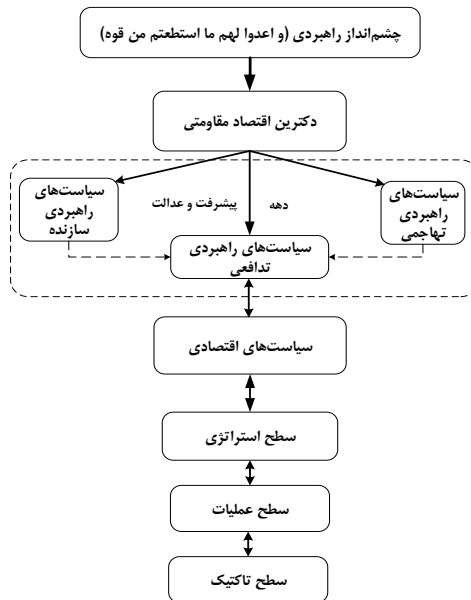 چشم‌انداز راهبردی (و اعدوا لهم ما استطعتم من قوه)
دکترین اقتصاد مقاومتی
سیاست‌های
راهبردی
تهاجمی
دهه
پیشرفت و عدالت
سیاست‌های
راهبردی
سازنده
سیاست‌های راهبردی
تدافعی
سیاست‌های اقتصادی
سطح استراتژی
سطح عملیات
سطح تاکتیک